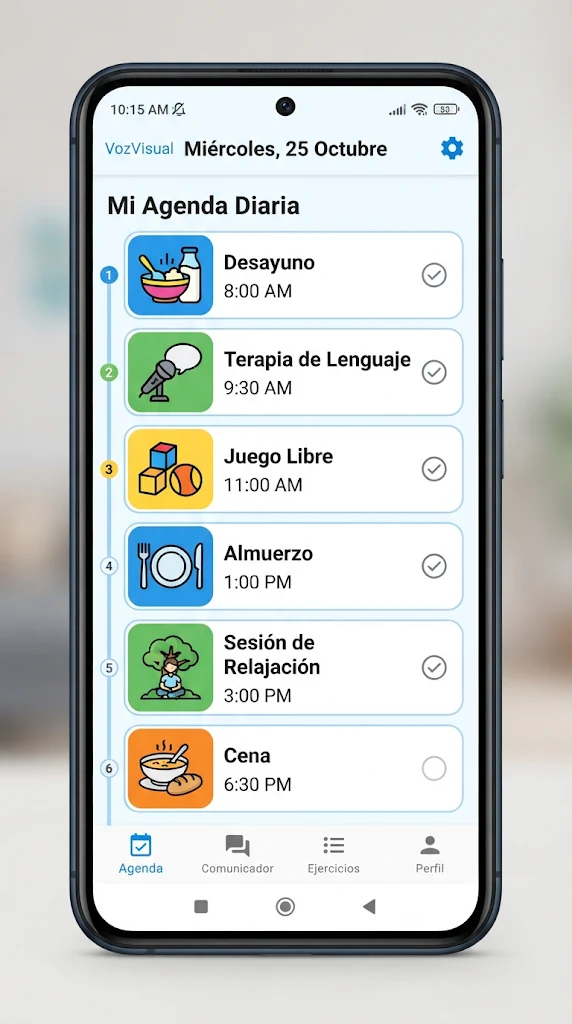 10:15 AM
50
VozVisual Miércoles, 25 Octubre
Mi Agenda Diaria
1
Desayuno
8:00 AM
2
Terapia de Lenguaje
9:30 AM
3
Juego Libre
11:00 AM
4
Almuerzo
1:00 PM
5
Sesión de
Relajación
3:00 PM
6
Cena
6:30 PM
Agenda
Comunicador
Ejercicios
Perfil